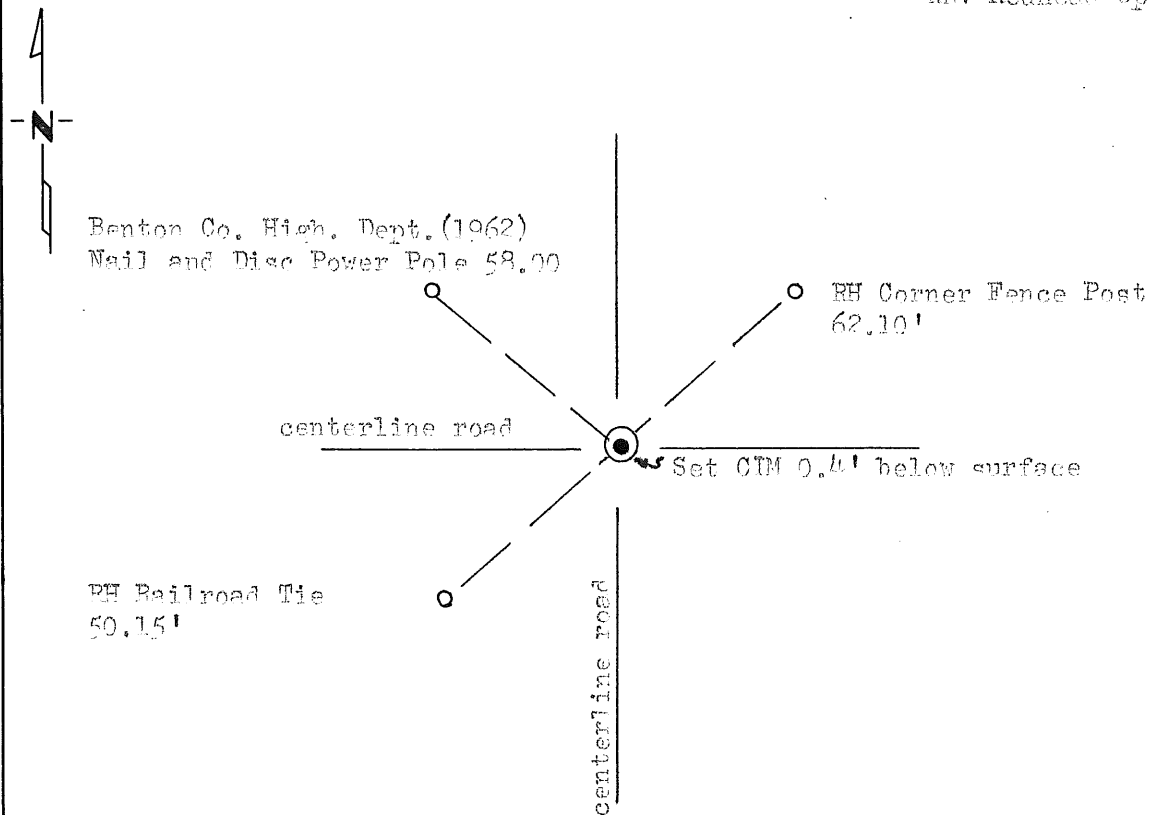 N
Benton Co. High. Dept.(1962)
Nail and Disc Power Pole 58.00
RH Corner Fence Post
62.10'
centerline road
Set CIM 0.4' below surface
RH Railroad Tie
50.15'
centerline road